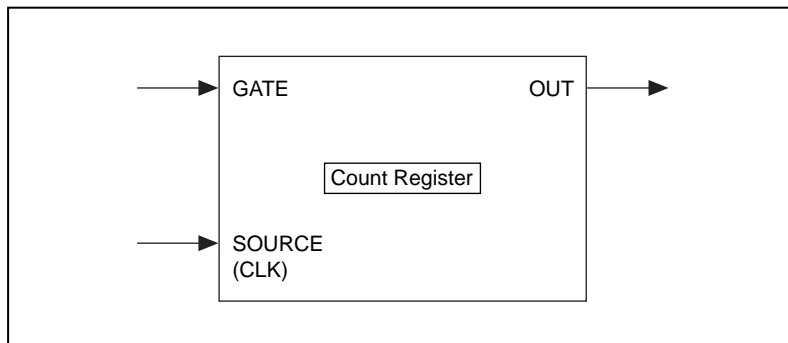 GATE
OUT
Count Register
SOURCE
(CLK)